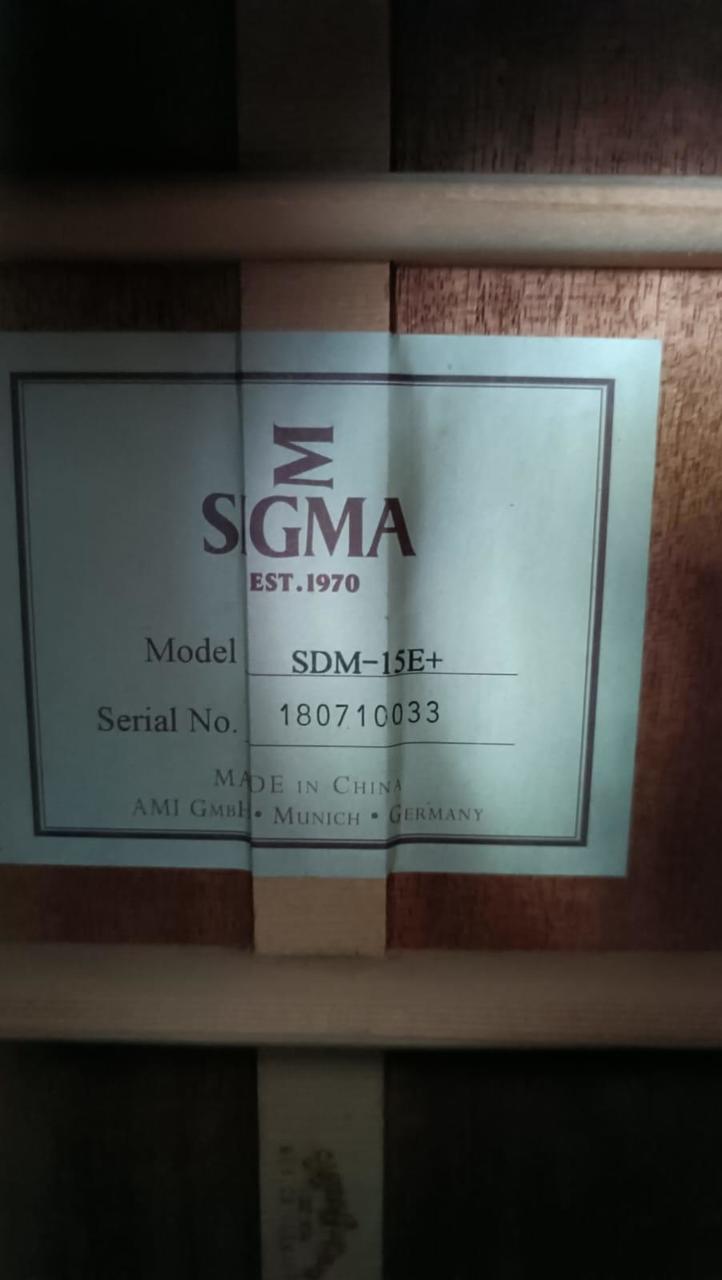 SIGMA
EST.1970
Model SDM-15E+
Serial No. 180710033
MADE IN CHINA
AMI GMBH • MUNICH • GERMANY